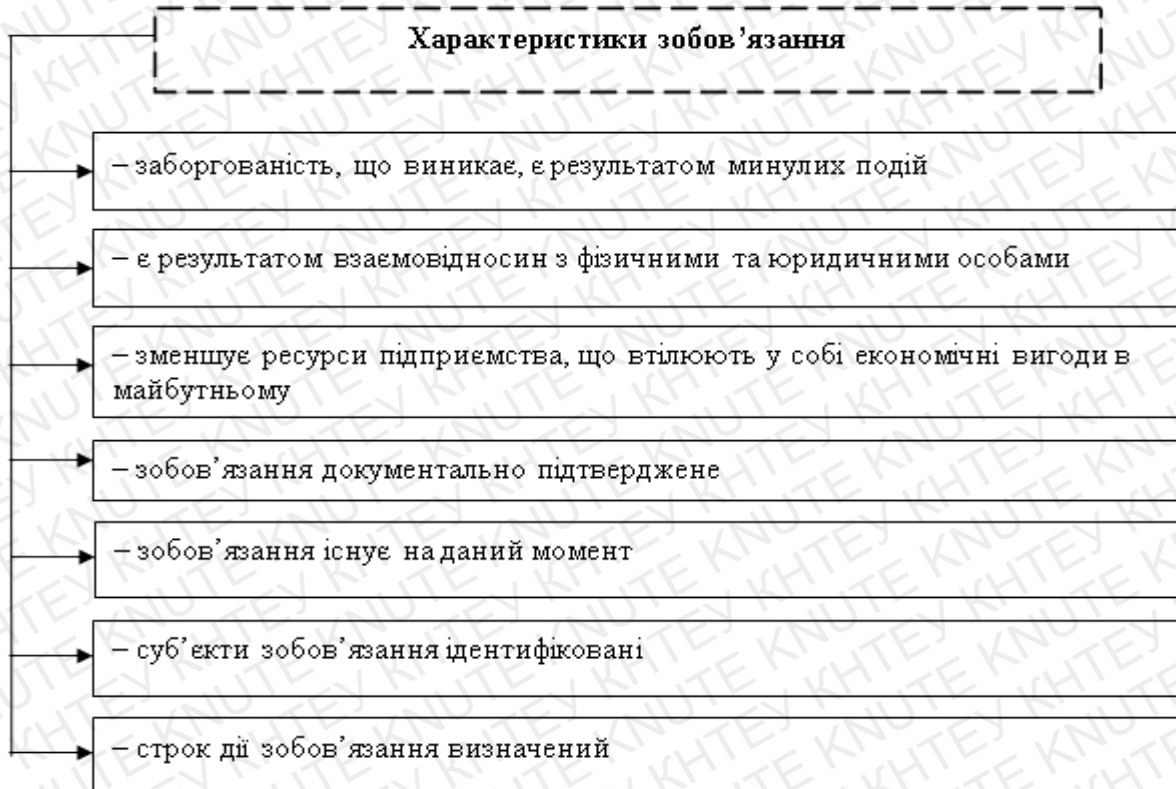 Характеристики зобов’язання
– заборгованість, що виникає, є результатом минулих подій
– є результатом взаємовідносин з фізичними та юридичними особами
– зменшує ресурси підприємства, що втілюють у собі економічні вигоди в
майбутньому
– зобов’язання документально підтверджене
– зобов’язання існує на даний момент
– суб’єкти зобов’язання ідентифіковані
– строк дії зобов’язання визначений